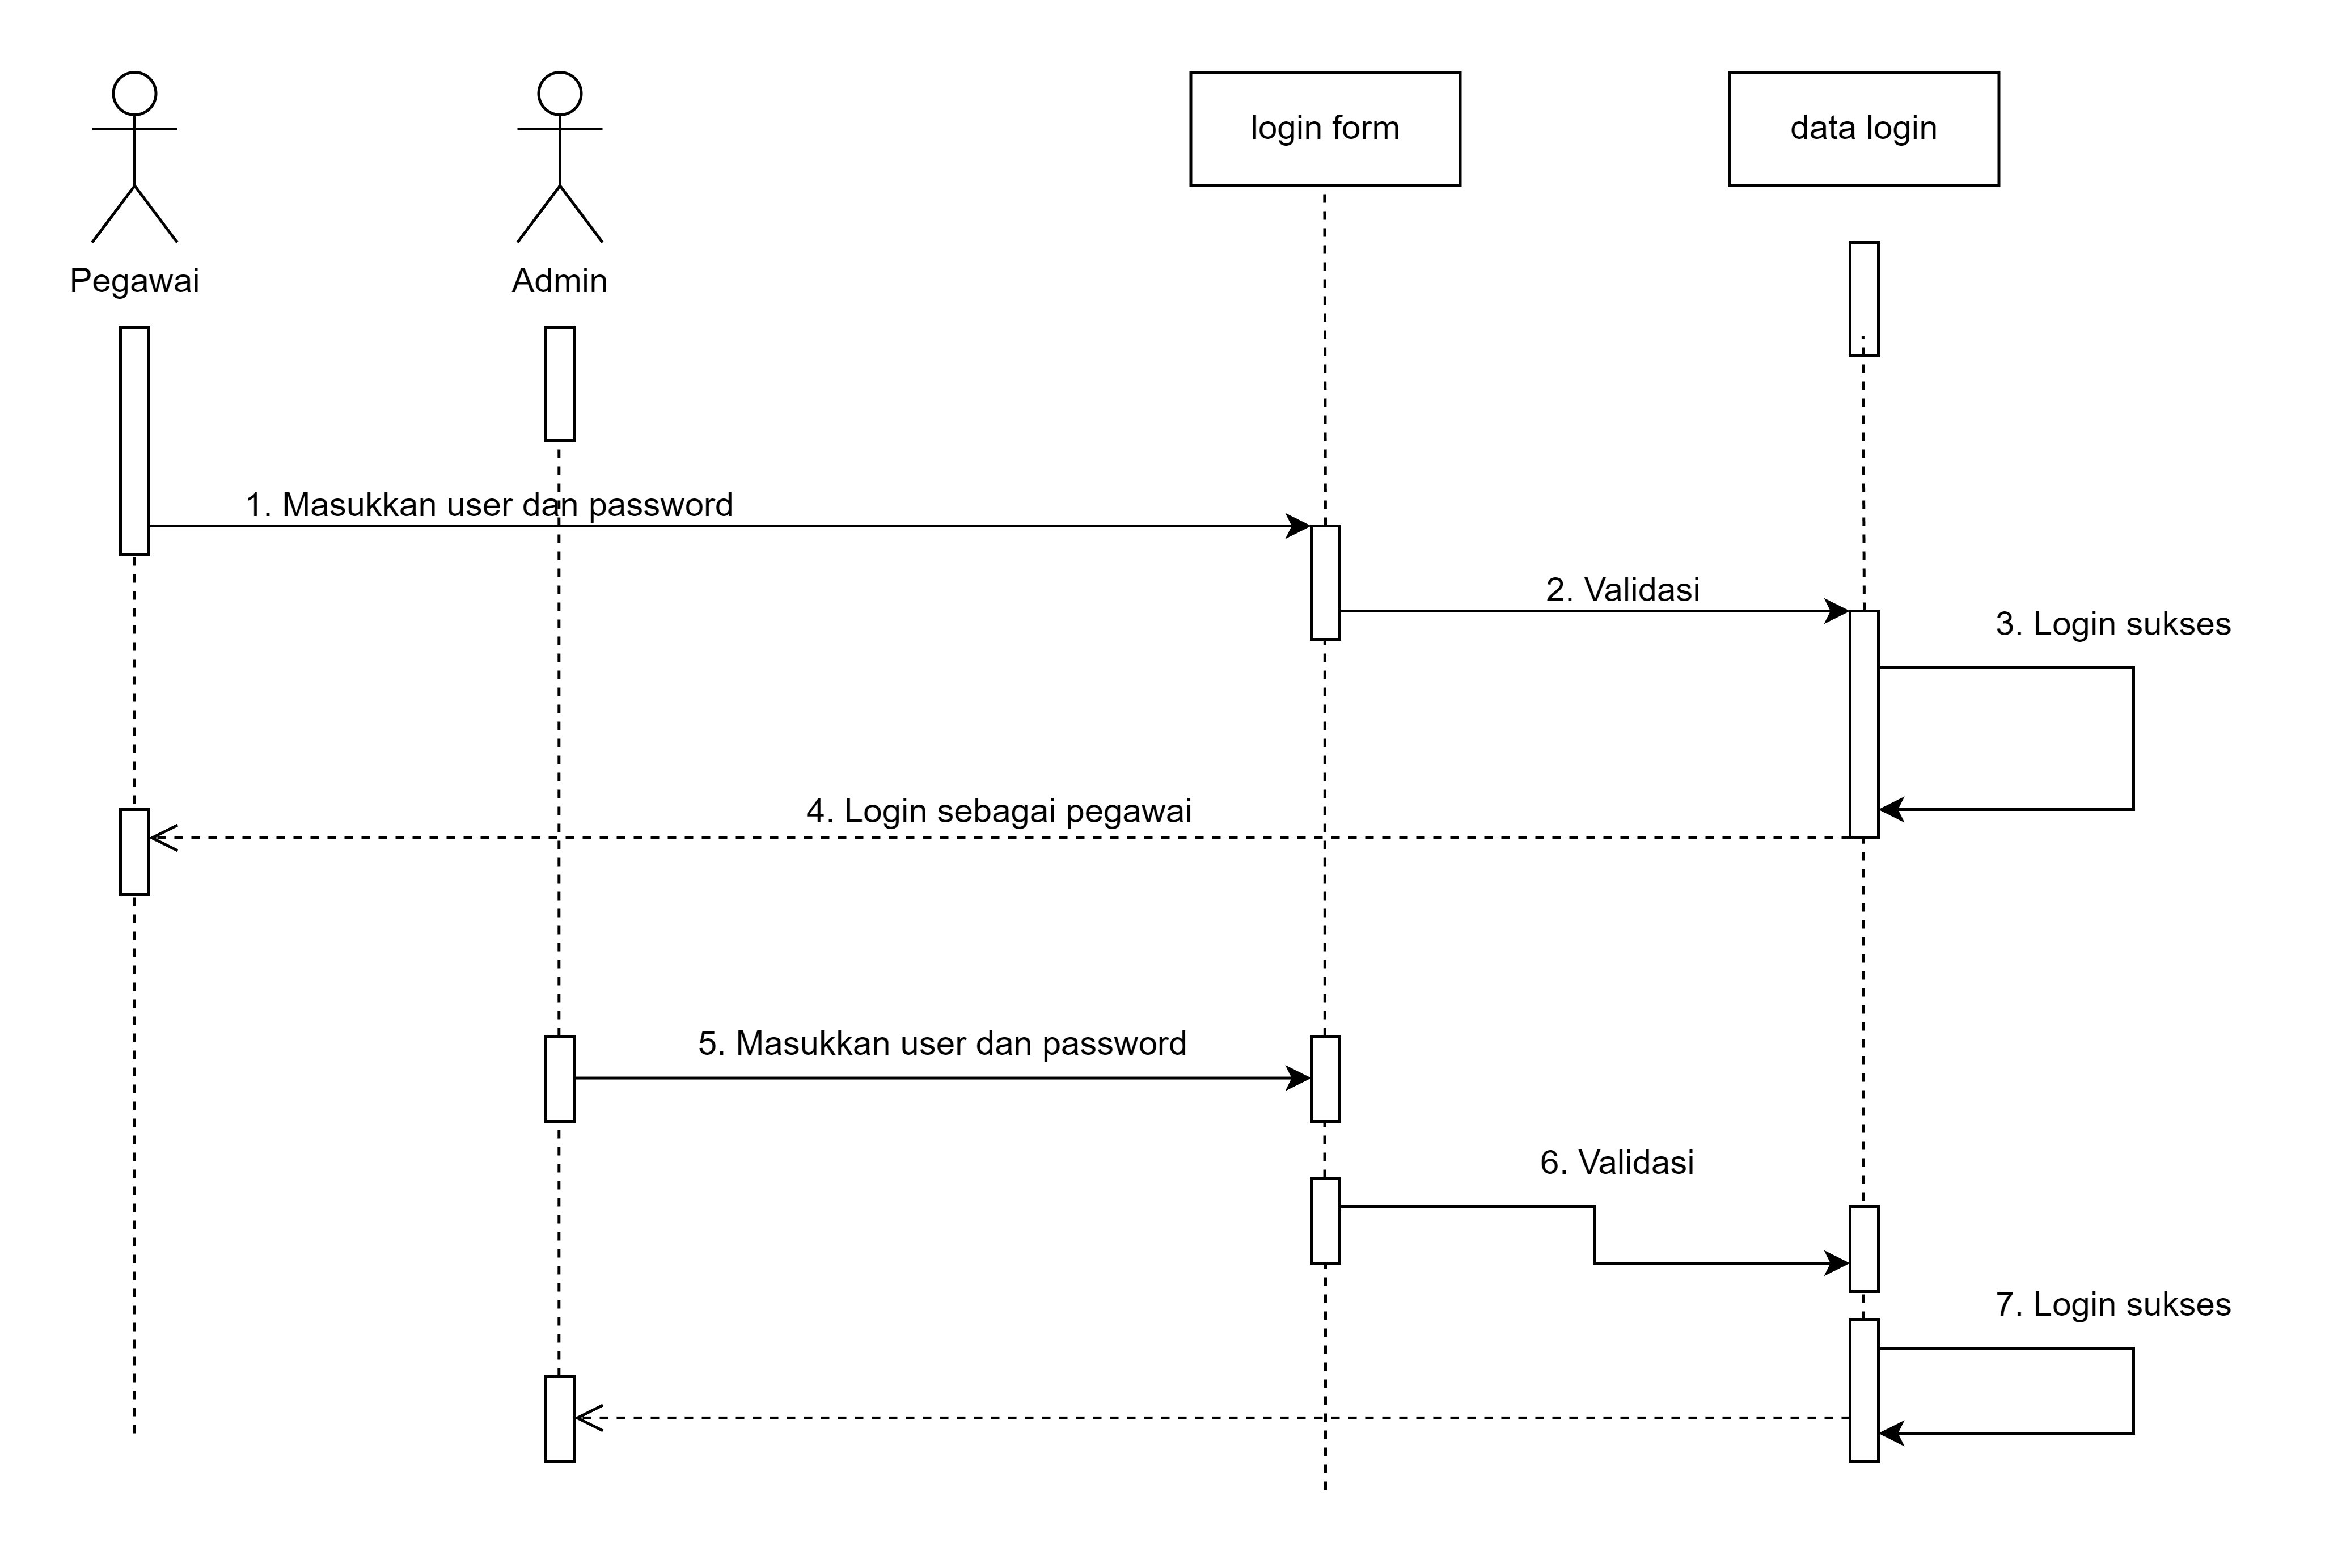 login form
data login
Pegawai
Admin
1. Masukkan user dan password
2. Validasi
3. Login sukses
4. Login sebagai pegawai
5. Masukkan user dan password
6. Validasi
7. Login sukses